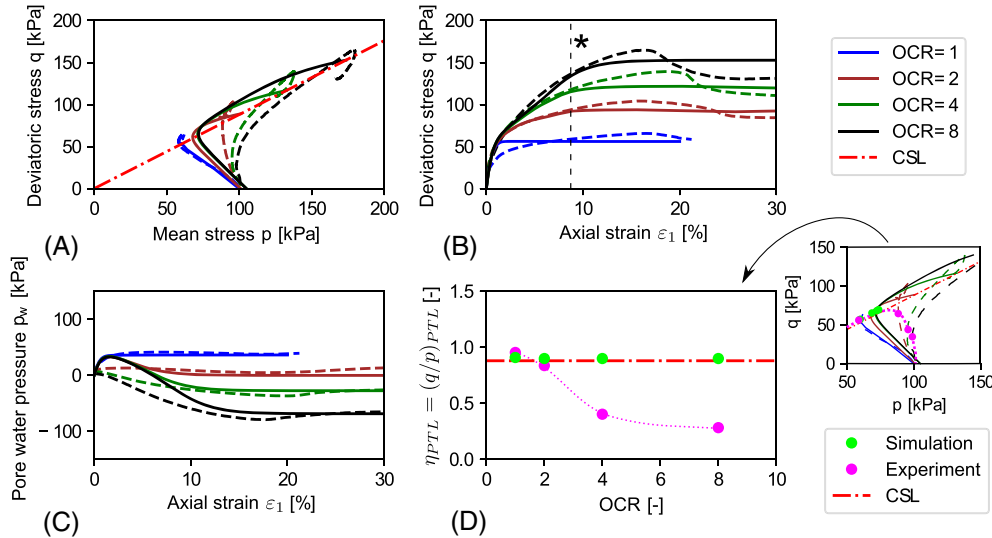 Deviatoric stress q [kPa]
200
150
100
50
0
0
50
100
150
200
Mean stress p [kPa]
(A)
Deviatoric stress q [kPa]
200
150
100
50
0
*
0
10
20
30
Axial strain ε₁ [%]
(B)
OCR= 1
OCR= 2
OCR= 4
OCR= 8
CSL
Pore water pressure pw [kPa]
100
0
−100
0
10
20
30
Axial strain ε₁ [%]
(C)
ηPTL = (q/p)PTL [-]
1.5
1.0
0.5
0.0
0
2
4
6
8
10
OCR [-]
(D)
q [kPa]
150
100
50
0
50
100
150
p [kPa]
Simulation
Experiment
CSL